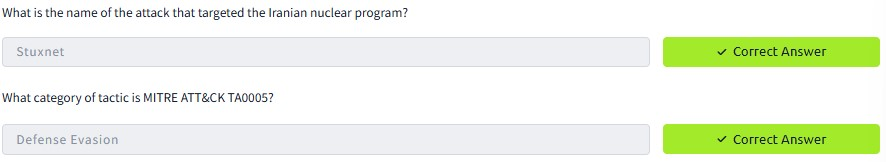 What is the name of the attack that targeted the Iranian nuclear program?
Stuxnet
✓ Correct Answer
What category of tactic is MITRE ATT&CK TA0005?
Defense Evasion
✓ Correct Answer